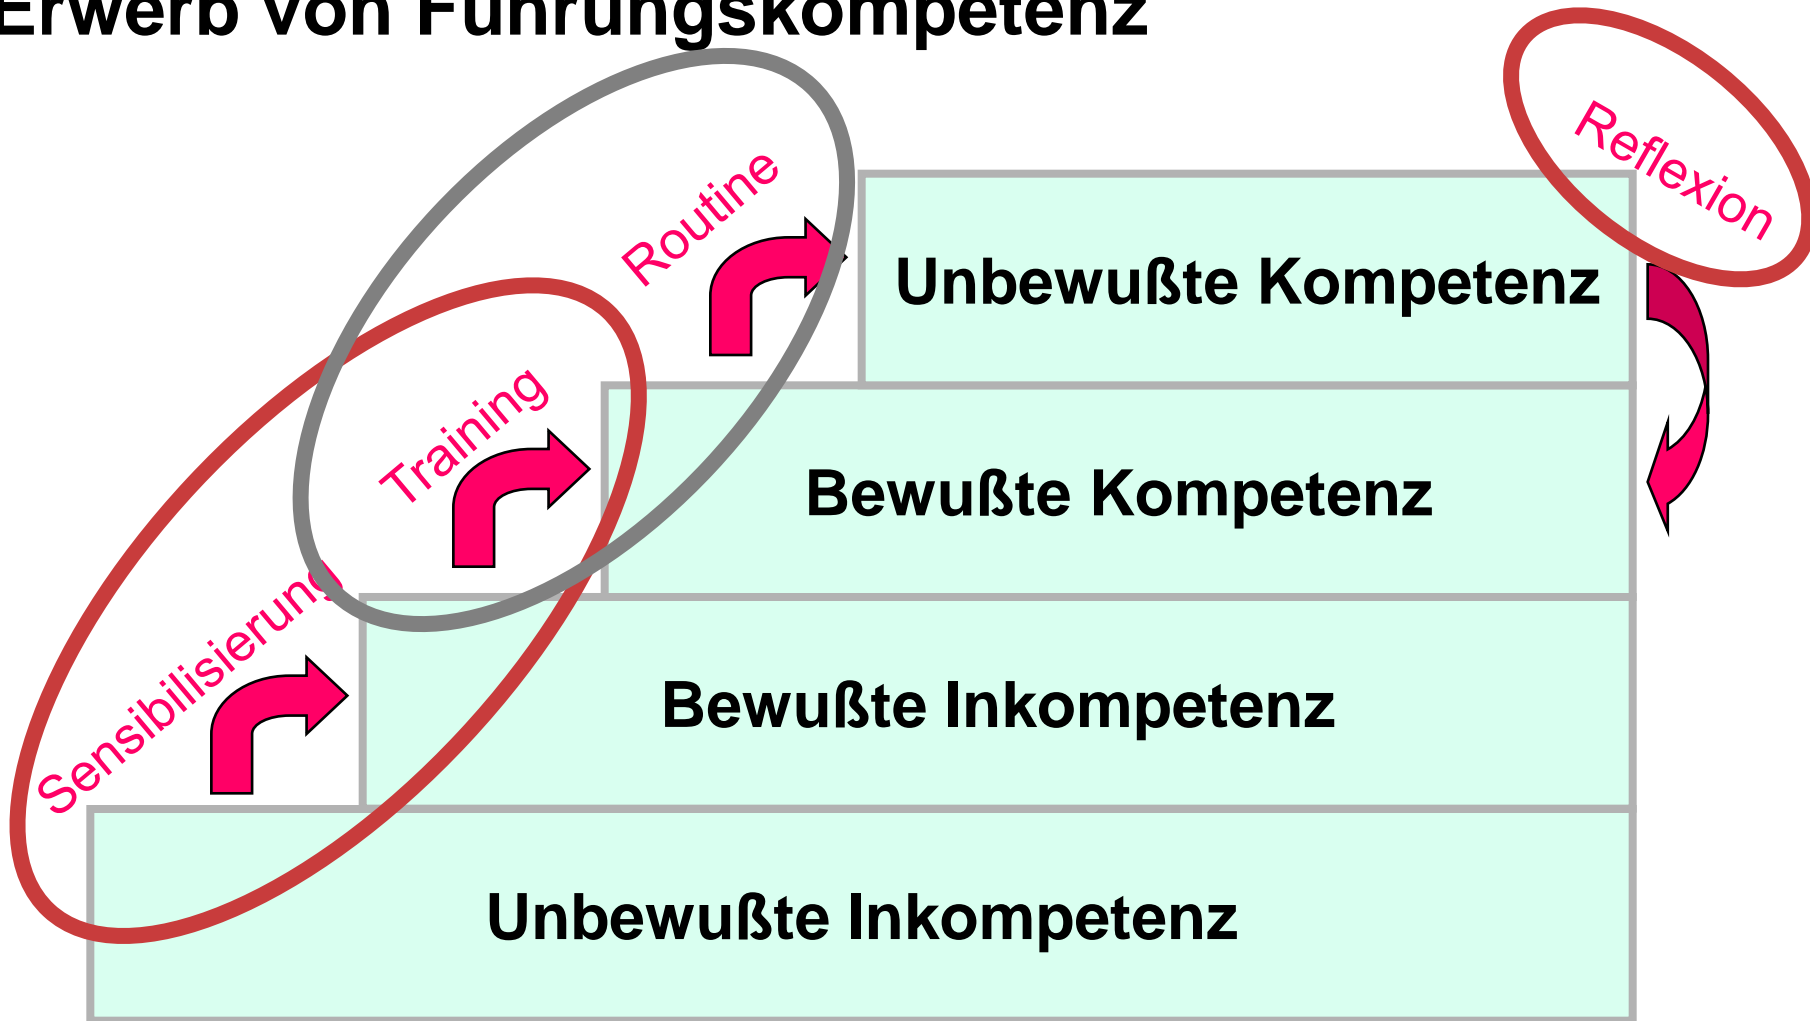 Erwerb von Führungskompetenz
Reflexion
Routine
Unbewußte Kompetenz
Training
Bewußte Kompetenz
Sensibilisierung
Bewußte Inkompetenz
Unbewußte Inkompetenz